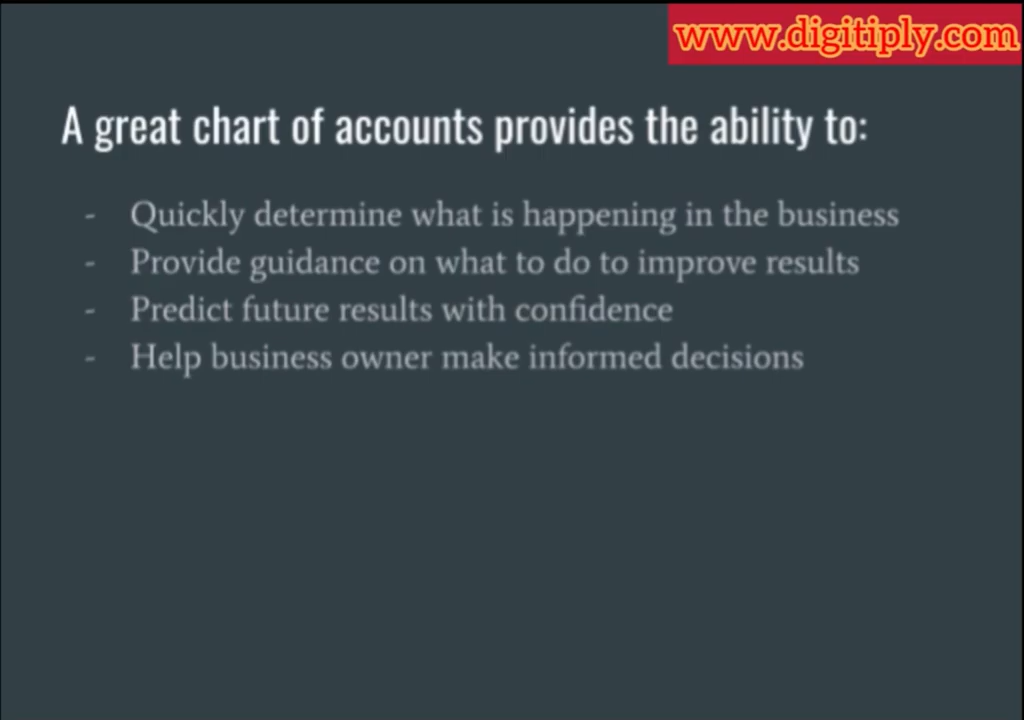 www.digitiply.com
A great chart of accounts provides the ability to:
- Quickly determine what is happening in the business
- Provide guidance on what to do to improve results
- Predict future results with confidence
- Help business owner make informed decisions